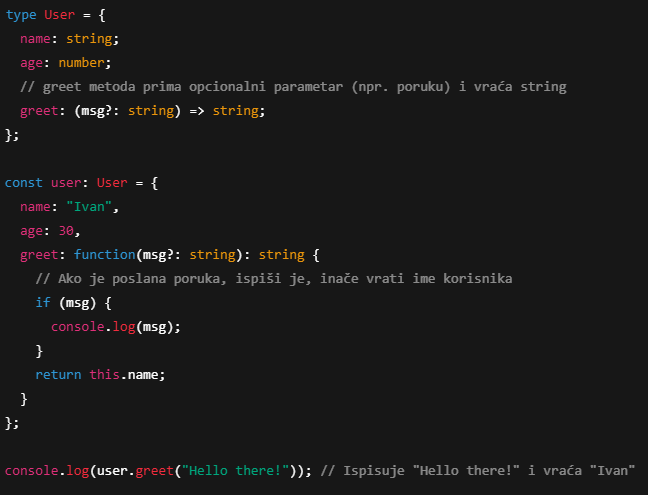 type User = {
  name: string;
  age: number;
  // greet metoda prima opcionalni parametar (npr. poruku) i vraća string
  greet: (msg?: string) => string;
};

const user: User = {
  name: "Ivan",
  age: 30,
  greet: function(msg?: string): string {
    // Ako je poslana poruka, ispiši je, inače vrati ime korisnika
    if (msg) {
      console.log(msg);
    }
    return this.name;
  }
};

console.log(user.greet("Hello there!")); // Ispisuje "Hello there!" i vraća "Ivan"